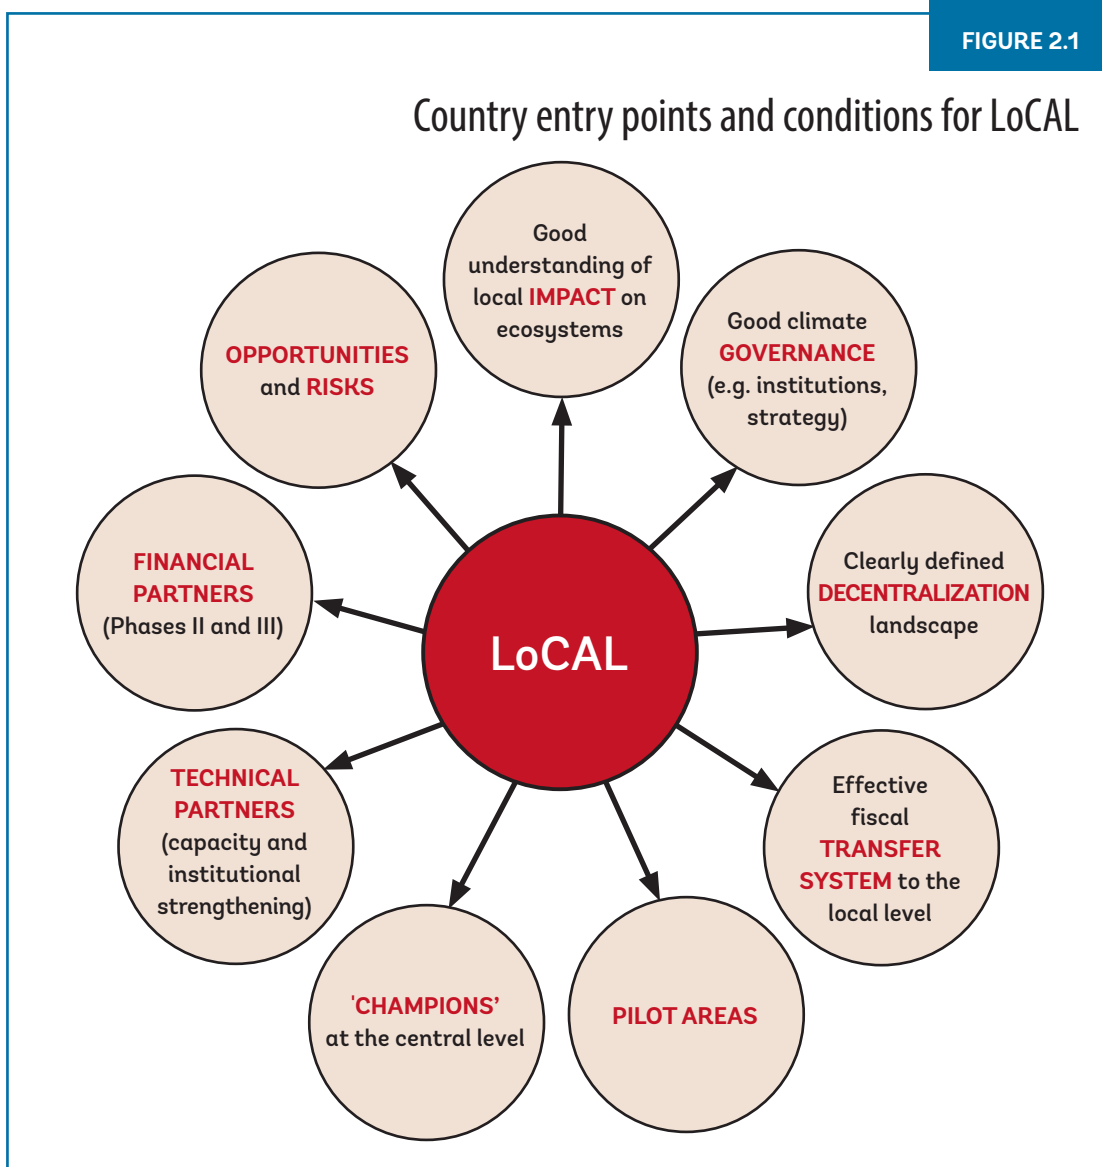 FIGURE 2.1
Country entry points and conditions for LoCAL
Good
understanding of
local IMPACT on
ecosystems
Good climate
GOVERNANCE
(e.g. institutions,
strategy)
Clearly defined
DECENTRALIZATION
landscape
Effective
fiscal
TRANSFER
SYSTEM to the
local level
PILOT AREAS
'CHAMPIONS’
at the central level
TECHNICAL
PARTNERS
(capacity and
institutional
strengthening)
FINANCIAL
PARTNERS
(Phases II and III)
OPPORTUNITIES
and RISKS
LoCAL